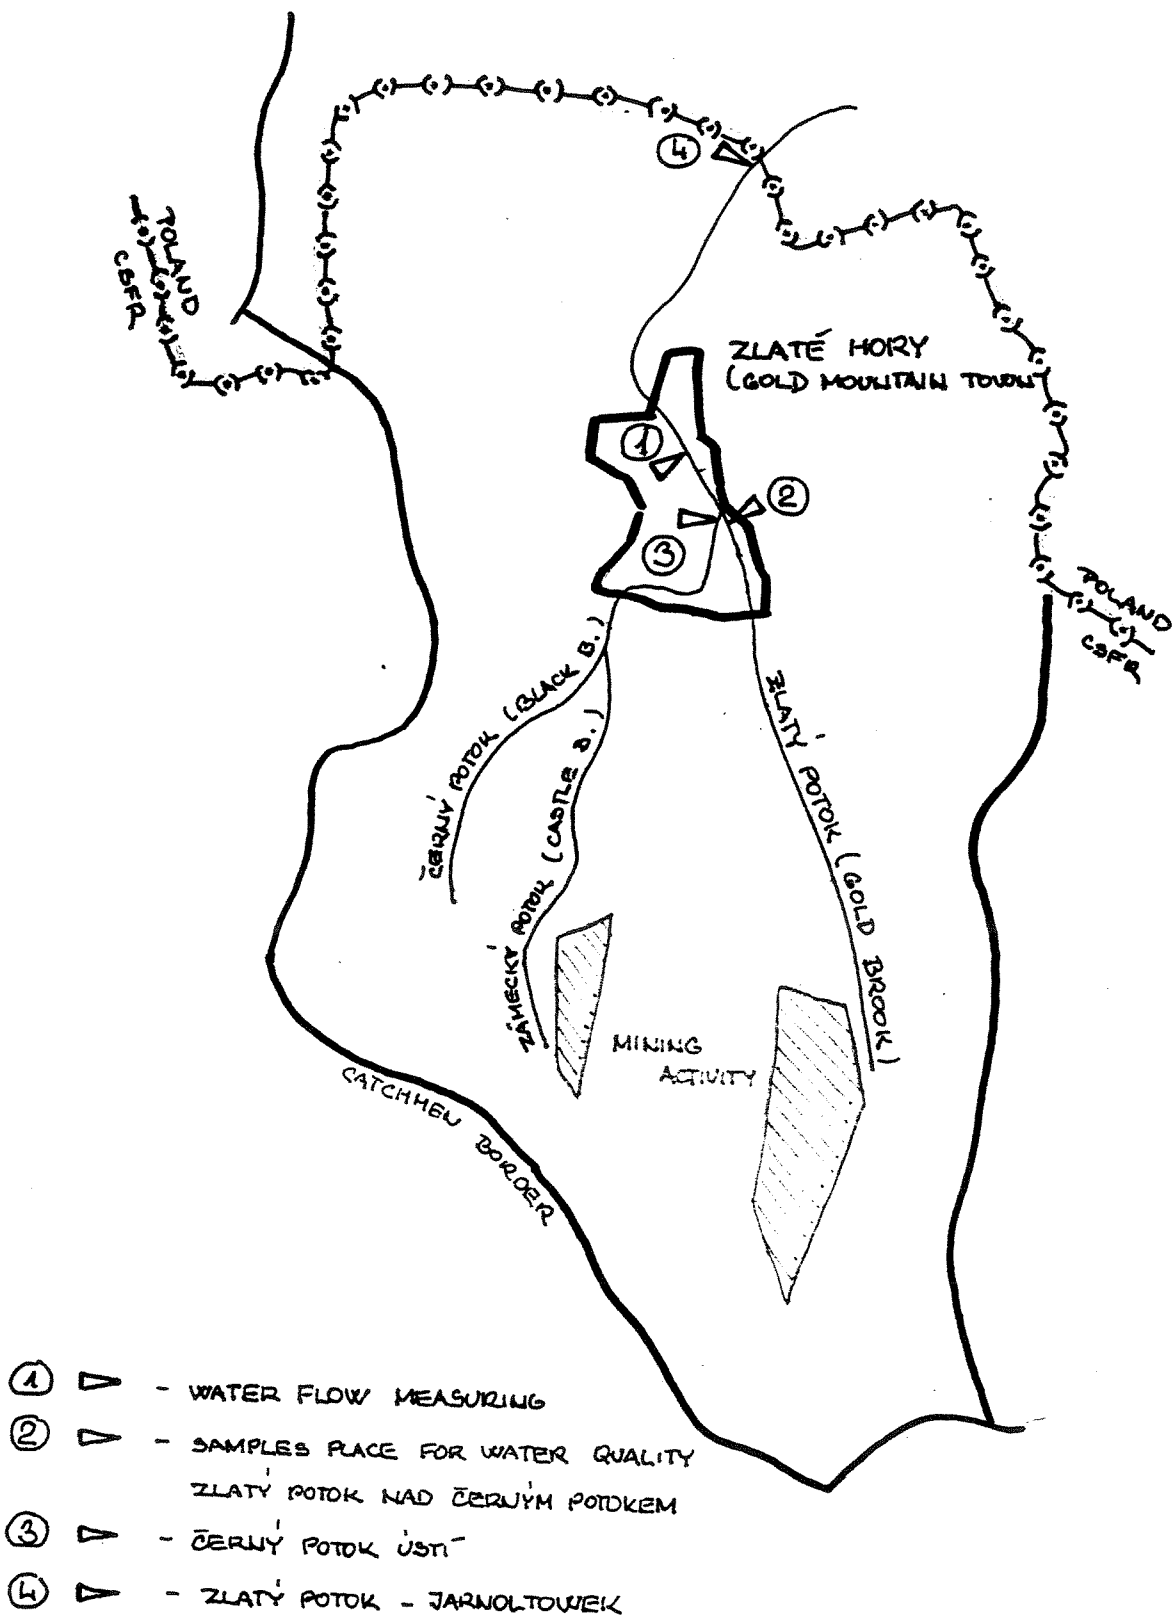 4
POLAND
CSFR
ZLATÉ HORY
(GOLD MOUNTAIN TOWN)
1
2
3
POLAND
CSFR
ČERNÝ POTOK (BLACK B.)
ZÁMECKÝ POTOK (CASTLE B.)
ZLATÝ POTOK (GOLD BROOK)
MINING
ACTIVITY
CATCHMEN BORDER
1 - WATER FLOW MEASURING
2 - SAMPLES PLACE FOR WATER QUALITY
ZLATÝ POTOK NAD ČERNÝM POTOKEM
3 - ČERNÝ POTOK ÚSTÍ
4 - ZLATÝ POTOK - JARNOLTOWEK